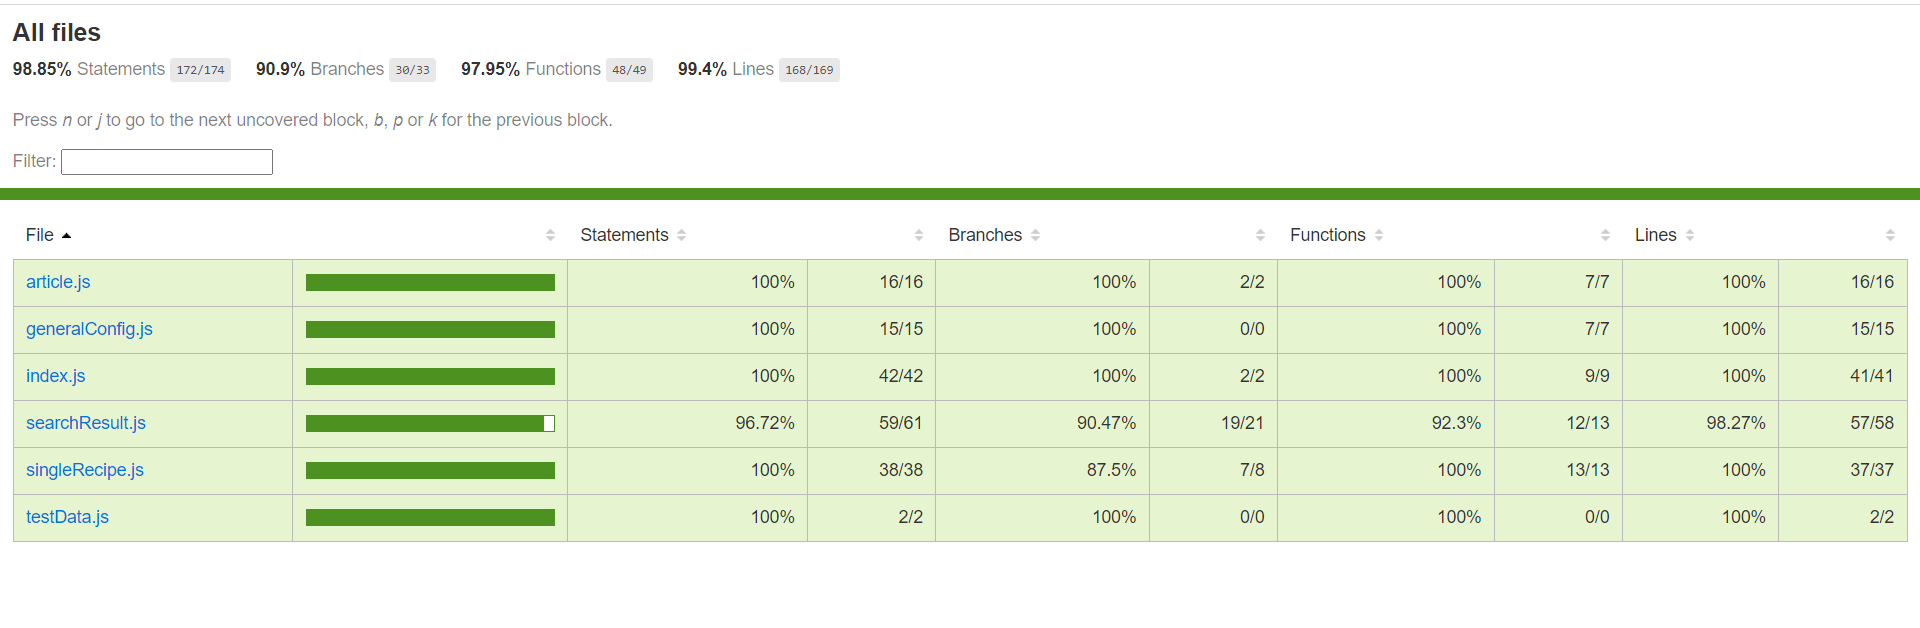 All files
98.85% Statements 172/174 90.9% Branches 30/33 97.95% Functions 48/49 99.4% Lines 168/169
Press n or j to go to the next uncovered block, b, p or k for the previous block.
Filter:
File Statements Branches Functions Lines
article.js 100% 16/16 100% 2/2 100% 7/7 100% 16/16
generalConfig.js 100% 15/15 100% 0/0 100% 7/7 100% 15/15
index.js 100% 42/42 100% 2/2 100% 9/9 100% 41/41
searchResult.js 96.72% 59/61 90.47% 19/21 92.3% 12/13 98.27% 57/58
singleRecipe.js 100% 38/38 87.5% 7/8 100% 13/13 100% 37/37
testData.js 100% 2/2 100% 0/0 100% 0/0 100% 2/2